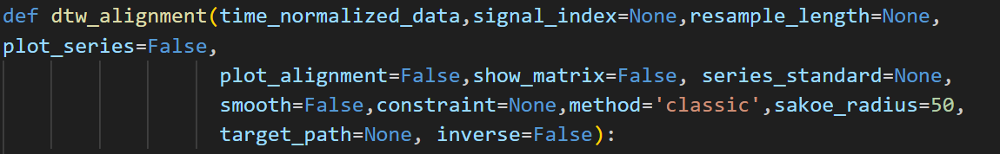 def dtw_alignment(time_normalized_data,signal_index=None,resample_length=None,
plot_series=False,
plot_alignment=False,show_matrix=False, series_standard=None,
smooth=False,constraint=None,method='classic',sakoe_radius=50,
target_path=None, inverse=False):